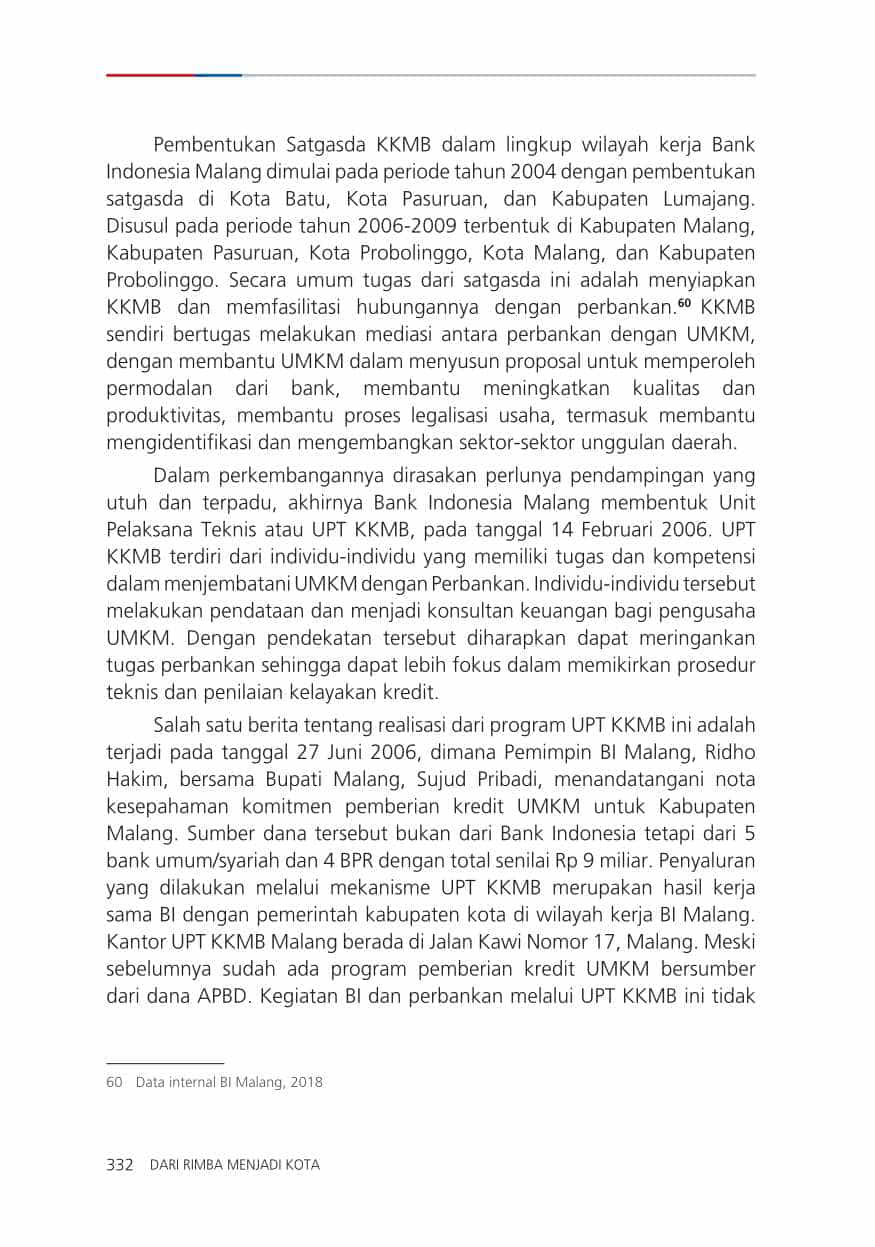 Pembentukan Satgasda KKMB dalam lingkup wilayah kerja Bank
Indonesia Malang dimulai pada periode tahun 2004 dengan pembentukan
satgasda di Kota Batu, Kota Pasuruan, dan Kabupaten Lumajang.
Disusul pada periode tahun 2006-2009 terbentuk di Kabupaten Malang,
Kabupaten Pasuruan, Kota Probolinggo, Kota Malang, dan Kabupaten
Probolinggo. Secara umum tugas dari satgasda ini adalah menyiapkan
KKMB dan memfasilitasi hubungannya dengan perbankan.60 KKMB
sendiri bertugas melakukan mediasi antara perbankan dengan UMKM,
dengan membantu UMKM dalam menyusun proposal untuk memperoleh
permodalan dari bank, membantu meningkatkan kualitas dan
produktivitas, membantu proses legalisasi usaha, termasuk membantu
mengidentifikasi dan mengembangkan sektor-sektor unggulan daerah.
Dalam perkembangannya dirasakan perlunya pendampingan yang
utuh dan terpadu, akhirnya Bank Indonesia Malang membentuk Unit
Pelaksana Teknis atau UPT KKMB, pada tanggal 14 Februari 2006. UPT
KKMB terdiri dari individu-individu yang memiliki tugas dan kompetensi
dalam menjembatani UMKM dengan Perbankan. Individu-individu tersebut
melakukan pendataan dan menjadi konsultan keuangan bagi pengusaha
UMKM. Dengan pendekatan tersebut diharapkan dapat meringankan
tugas perbankan sehingga dapat lebih fokus dalam memikirkan prosedur
teknis dan penilaian kelayakan kredit.
Salah satu berita tentang realisasi dari program UPT KKMB ini adalah
terjadi pada tanggal 27 Juni 2006, dimana Pemimpin BI Malang, Ridho
Hakim, bersama Bupati Malang, Sujud Pribadi, menandatangani nota
kesepahaman komitmen pemberian kredit UMKM untuk Kabupaten
Malang. Sumber dana tersebut bukan dari Bank Indonesia tetapi dari 5
bank umum/syariah dan 4 BPR dengan total senilai Rp 9 miliar. Penyaluran
yang dilakukan melalui mekanisme UPT KKMB merupakan hasil kerja
sama BI dengan pemerintah kabupaten kota di wilayah kerja BI Malang.
Kantor UPT KKMB Malang berada di Jalan Kawi Nomor 17, Malang. Meski
sebelumnya sudah ada program pemberian kredit UMKM bersumber
dari dana APBD. Kegiatan BI dan perbankan melalui UPT KKMB ini tidak
60 Data internal BI Malang, 2018
332 DARI RIMBA MENJADI KOTA